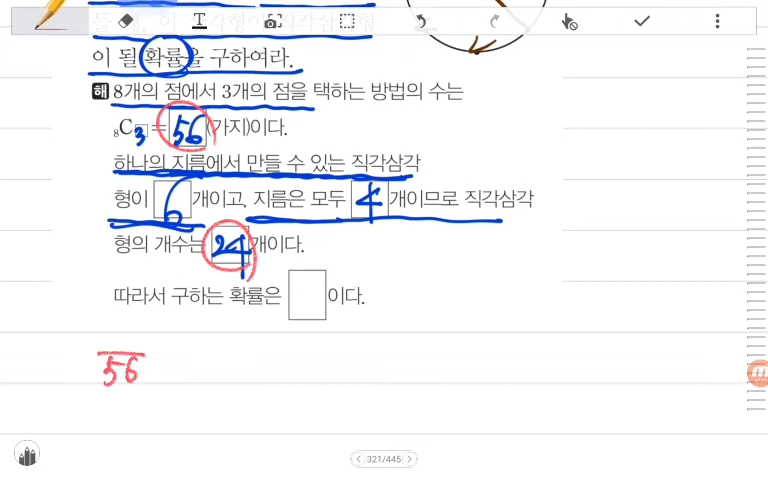 이 될 확률을 구하여라.
해 8개의 점에서 3개의 점을 택하는 방법의 수는
₈C₃ = 56 (가지)이다.
하나의 지름에서 만들 수 있는 직각삼각
형이 6 개이고, 지름은 모두 4 개이므로 직각삼각
형의 개수는 24 개이다.
따라서 구하는 확률은 이다.
56
321/445